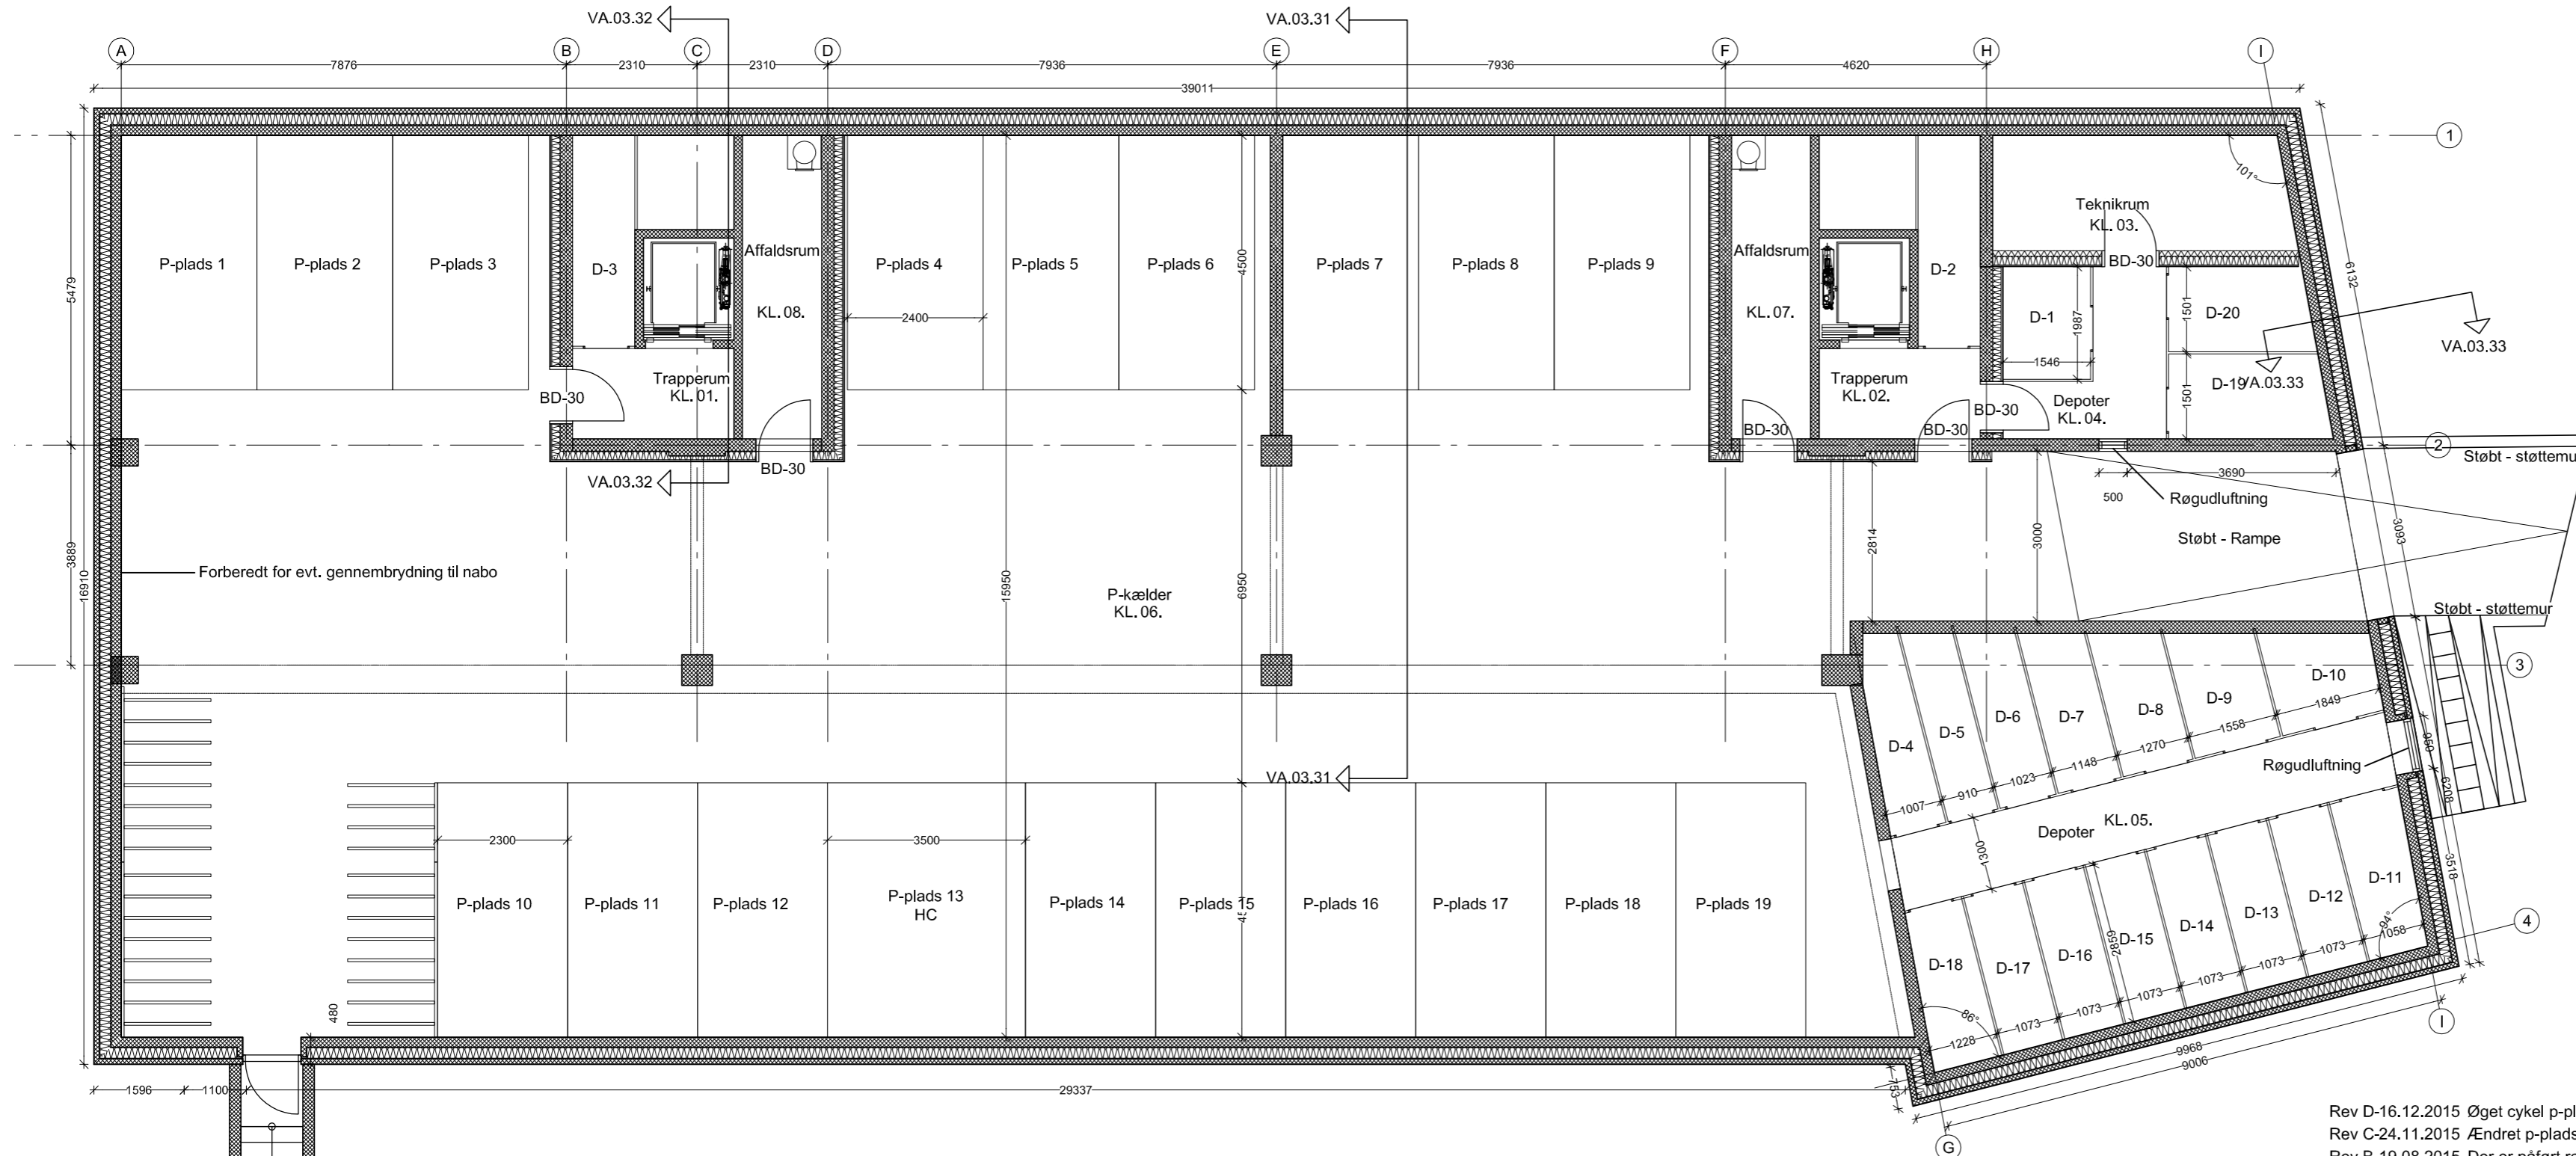 VA.03.32
VA.03.31
A
B
C
D
E
F
H
I
7876
2310
2310
7936
7936
4620
39011
1
101°
Teknikrum
KL. 03.
P-plads 1
P-plads 2
P-plads 3
D-3
Affaldsrum
KL. 08.
P-plads 4
P-plads 5
P-plads 6
4500
P-plads 7
P-plads 8
P-plads 9
Affaldsrum
KL. 07.
D-2
BD-30
D-1
1987
1546
1501
D-20
6132
5479
2400
VA.03.33
VA.03.33
D-19
1501
Trapperum
KL. 01.
BD-30
Trapperum
KL. 02.
BD-30
Depoter
KL. 04.
BD-30
BD-30
BD-30
2
Støbt - støttemu
VA.03.32
3690
500
Røgudluftning
3889
16910
Forberedt for evt. gennembrydning til nabo
15950
6950
P-kælder
KL. 06.
2814
3000
Støbt - Rampe
3093
Støbt - støttemur
3
D-4
D-5
D-6
D-7
D-8
D-9
D-10
1007
910
1023
1148
1270
1558
1849
950
Røgudluftning
6208
VA.03.31
2300
3500
Depoter
KL. 05.
1300
3518
P-plads 10
P-plads 11
P-plads 12
P-plads 13
HC
P-plads 14
P-plads 15
P-plads 16
P-plads 17
P-plads 18
P-plads 19
D-18
D-17
D-16
D-15
D-14
D-13
D-12
D-11
2859
94°
4
86°
1228
1073
1073
1073
1073
1073
1073
1058
480
I
9968
9006
753
1596
1100
29337
G
Rev D-16.12.2015 Øget cykel p-pl
Rev C-24.11.2015 Ændret p-plads